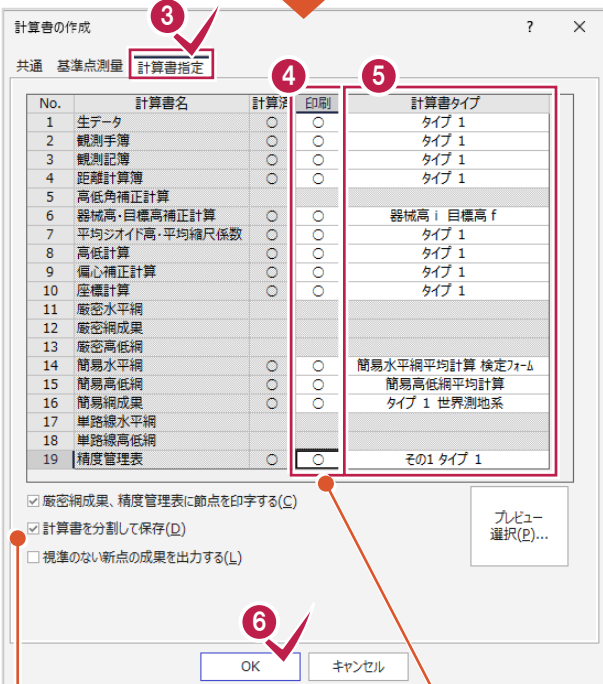 3
計算書の作成 ? ×
共通 基準点測量 計算書指定
4 5
No. 計算書名 計算済 印刷 計算書タイプ
1 生データ ○ ○ タイプ 1
2 観測手簿 ○ ○ タイプ 1
3 観測記簿 ○ ○ タイプ 1
4 距離計算簿 ○ ○ タイプ 1
5 高低角補正計算
6 器械高・目標高補正計算 ○ ○ 器械高 i 目標高 f
7 平均ジオイド高・平均縮尺係数 ○ ○ タイプ 1
8 高低計算 ○ ○ タイプ 1
9 偏心補正計算 ○ ○ タイプ 1
10 座標計算 ○ ○ タイプ 1
11 厳密水平網
12 厳密網成果
13 厳密高低網
14 簡易水平網 ○ ○ 簡易水平網平均計算 検定フォーム
15 簡易高低網 ○ ○ 簡易高低網平均計算
16 簡易網成果 ○ ○ タイプ 1 世界測地系
17 単路線水平網
18 単路線高低網
19 精度管理表 ○ ○ その1 タイプ 1
厳密網成果、精度管理表に節点を印字する(C)
計算書を分割して保存(D)
視準のない新点の成果を出力する(L)
プレビュー
選択(P)...
6
OK キャンセル